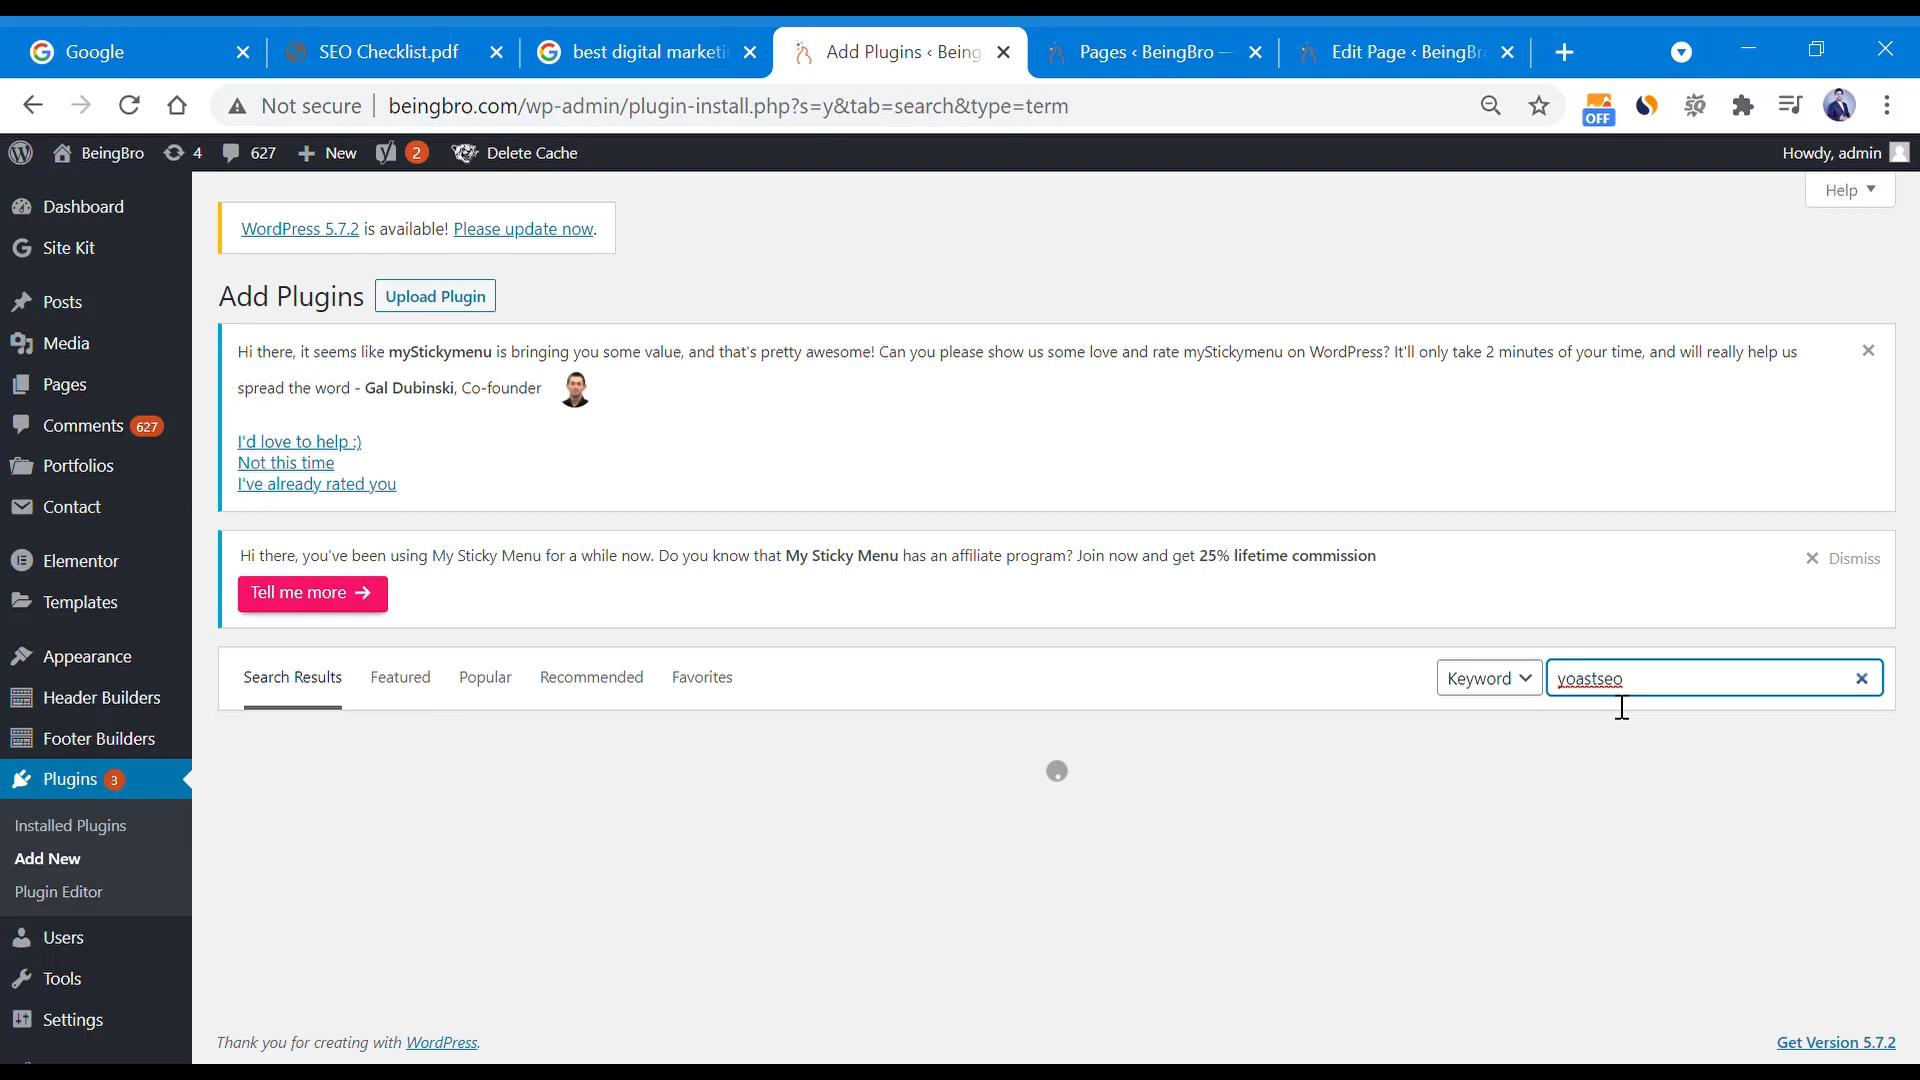 Google
SEO Checklist.pdf
best digital marketi
Add Plugins ‹ Being
Pages ‹ BeingBro —
Edit Page ‹ BeingBr
Not secure
beingbro.com/wp-admin/plugin-install.php?s=y&tab=search&type=term
OFF
BeingBro
4
627
New
2
Delete Cache
Howdy, admin
Help
Dashboard
Site Kit
Posts
Media
Pages
Comments 627
Portfolios
Contact
Elementor
Templates
Appearance
Header Builders
Footer Builders
Plugins 3
Installed Plugins
Add New
Plugin Editor
Users
Tools
Settings
WordPress 5.7.2 is available! Please update now.
Add Plugins
Upload Plugin
Hi there, it seems like myStickymenu is bringing you some value, and that's pretty awesome! Can you please show us some love and rate myStickymenu on WordPress? It'll only take 2 minutes of your time, and will really help us
spread the word - Gal Dubinski, Co-founder
I'd love to help :)
Not this time
I've already rated you
Hi there, you've been using My Sticky Menu for a while now. Do you know that My Sticky Menu has an affiliate program? Join now and get 25% lifetime commission
Dismiss
Tell me more →
Search Results
Featured
Popular
Recommended
Favorites
Keyword
yoastseo
Thank you for creating with WordPress.
Get Version 5.7.2